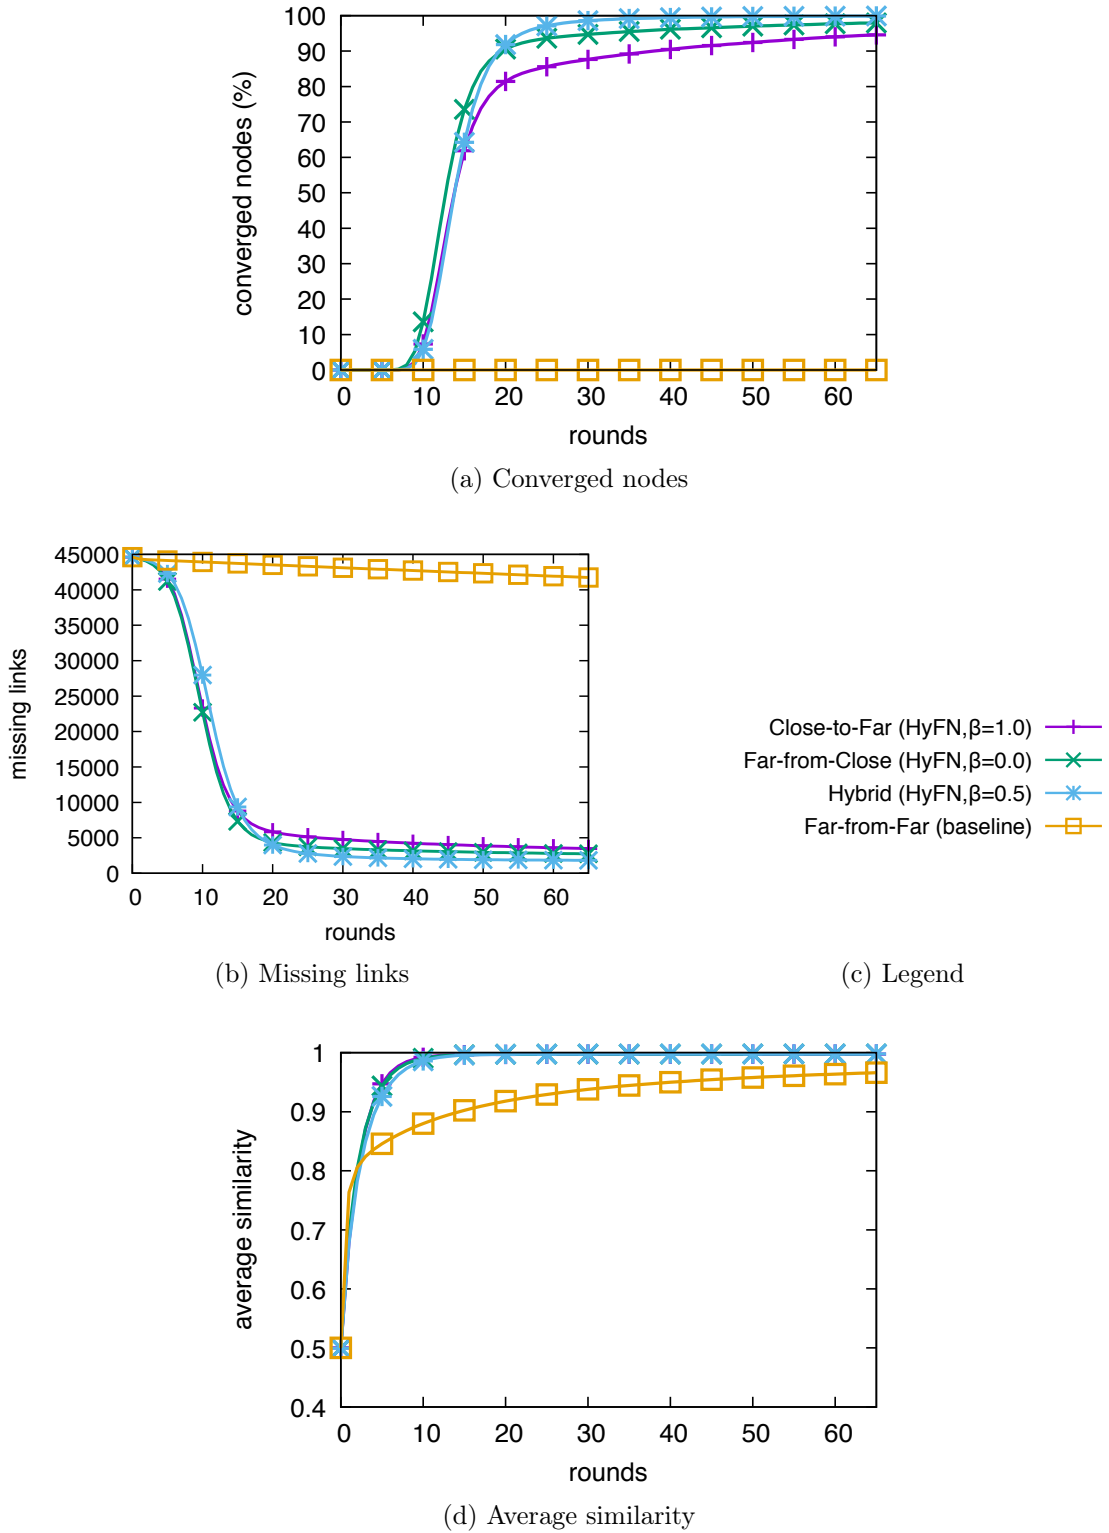 100
90
80
70
60
50
40
30
20
10
0
converged nodes (%)
0 10 20 30 40 50 60
rounds
(a) Converged nodes
45000
40000
35000
30000
25000
20000
15000
10000
5000
0
missing links
0 10 20 30 40 50 60
rounds
(b) Missing links
Close-to-Far (HyFN,β=1.0)
Far-from-Close (HyFN,β=0.0)
Hybrid (HyFN,β=0.5)
Far-from-Far (baseline)
(c) Legend
1
0.9
0.8
0.7
0.6
0.5
0.4
average similarity
0 10 20 30 40 50 60
rounds
(d) Average similarity